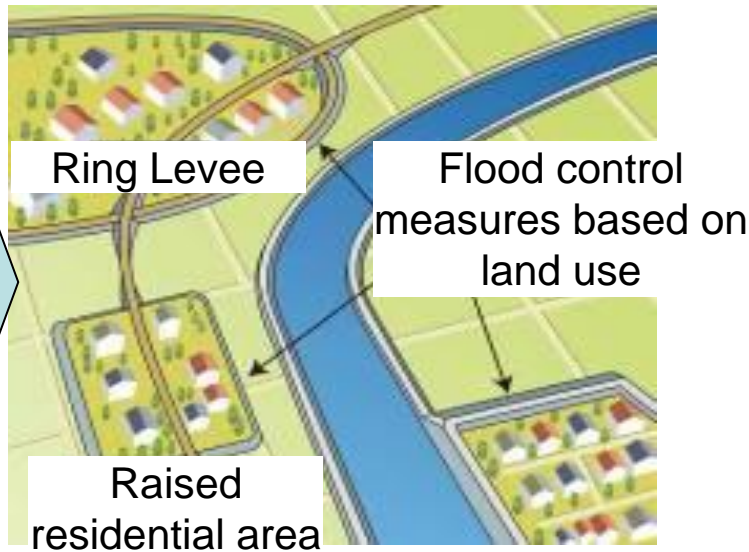 Ring Levee
Flood control
measures based on
land use
Raised
residential area